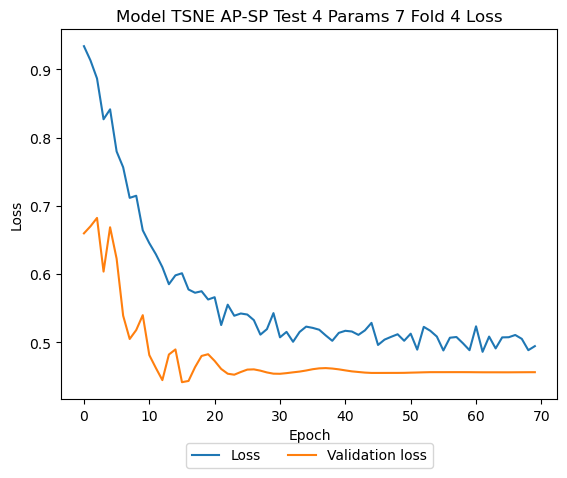 Model TSNE AP-SP Test 4 Params 7 Fold 4 Loss
0.9
0.8
0.7
0.6
0.5
Loss
0 10 20 30 40 50 60 70
Epoch
Loss Validation loss